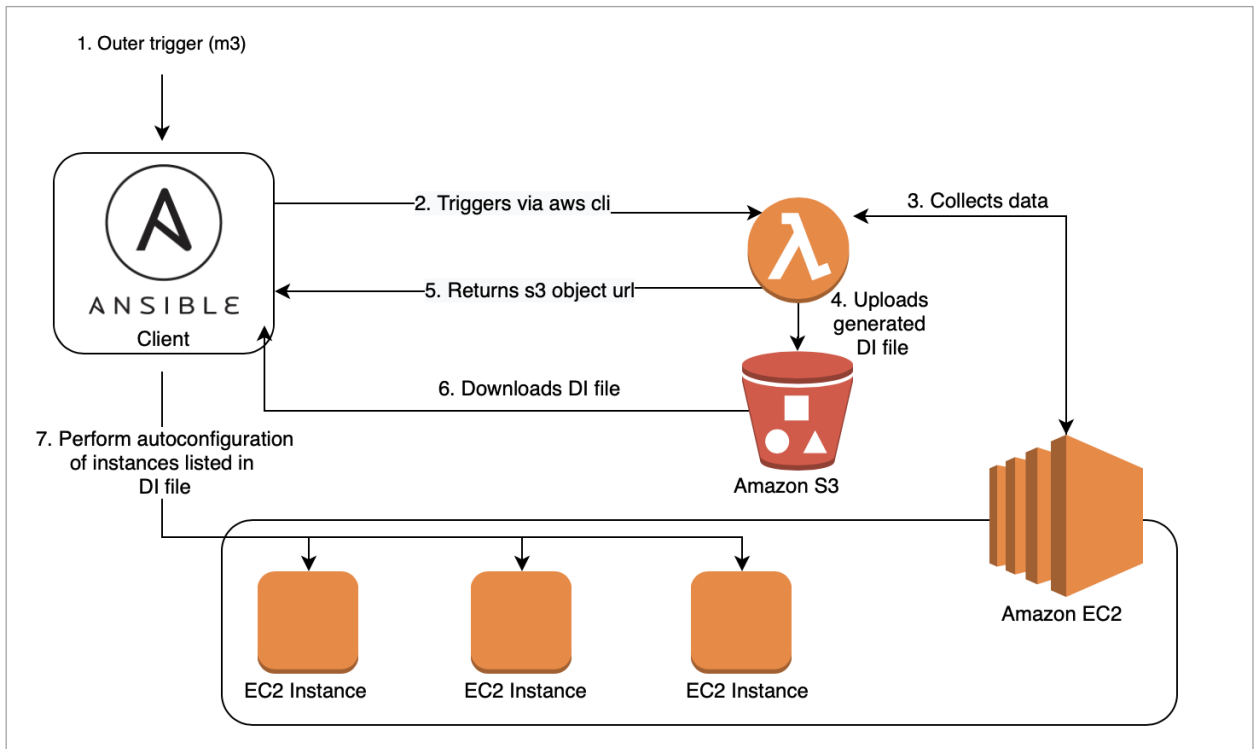 1. Outer trigger (m3)
ANSIBLE
Client
2. Triggers via aws cli
3. Collects data
5. Returns s3 object url
4. Uploads
generated
DI file
6. Downloads DI file
Amazon S3
7. Perform autoconfiguration
of instances listed in
DI file
Amazon EC2
EC2 Instance
EC2 Instance
EC2 Instance